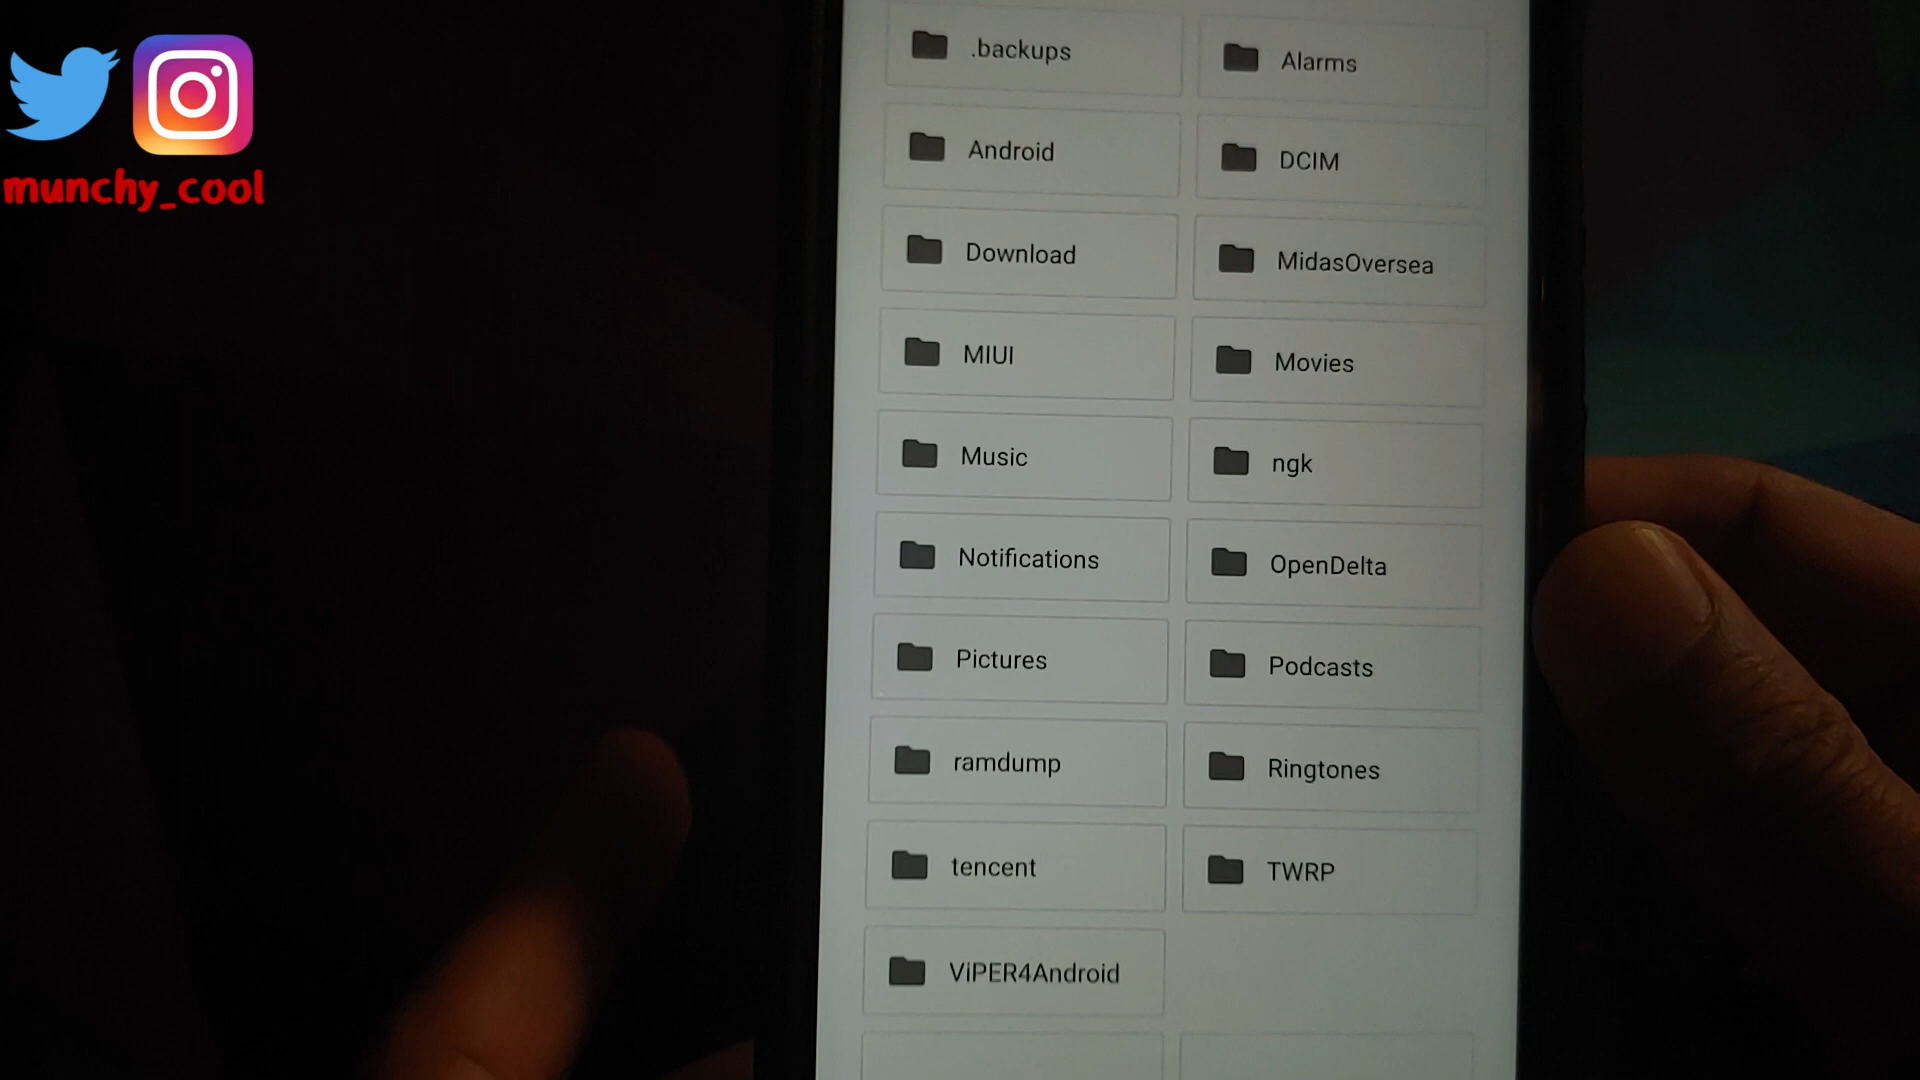 munchy_cool
.backups
Alarms
Android
DCIM
Download
MidasOversea
MIUI
Movies
Music
ngk
Notifications
OpenDelta
Pictures
Podcasts
ramdump
Ringtones
tencent
TWRP
ViPER4Android